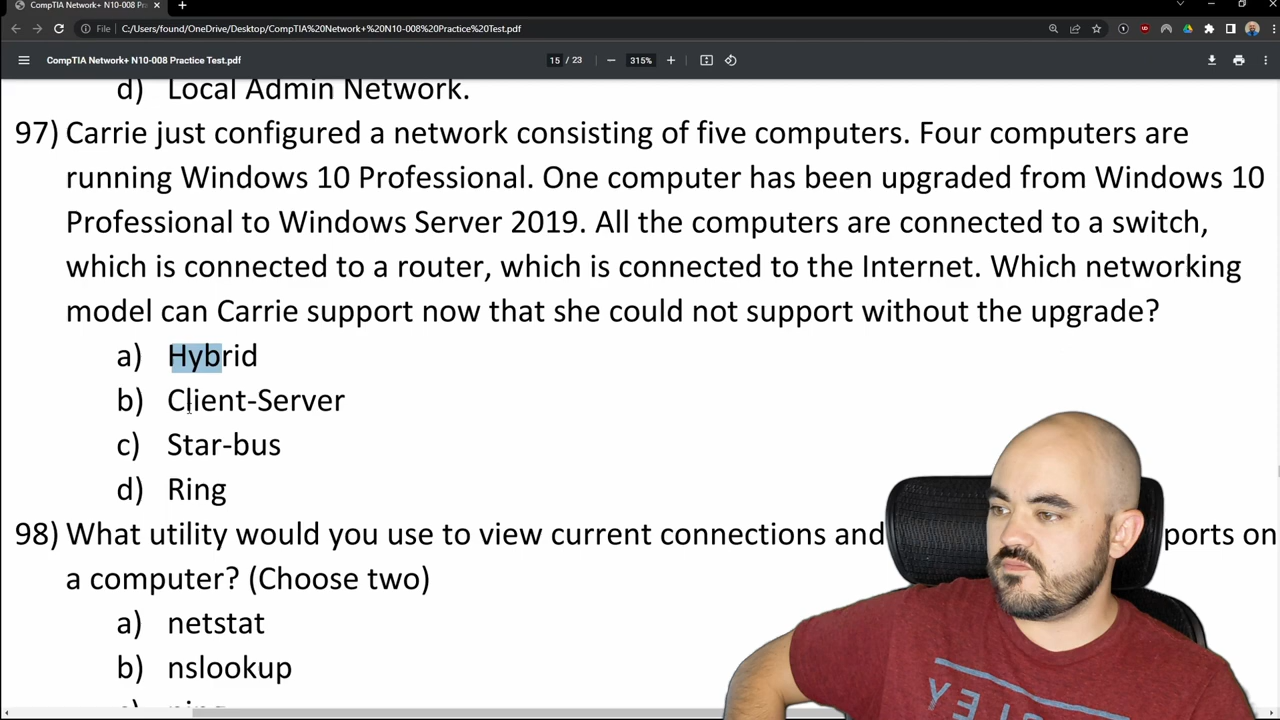 CompTIA Network+ N10-008 Pr
File
C:/Users/found/OneDrive/Desktop/CompTIA%20Network+%20N10-008%20Practice%20Test.pdf
CompTIA Network+ N10-008 Practice Test.pdf
15 / 23
315%
d) Local Admin Network.
97) Carrie just configured a network consisting of five computers. Four computers are
running Windows 10 Professional. One computer has been upgraded from Windows 10
Professional to Windows Server 2019. All the computers are connected to a switch,
which is connected to a router, which is connected to the Internet. Which networking
model can Carrie support now that she could not support without the upgrade?
a) Hybrid
b) Client-Server
c) Star-bus
d) Ring
98) What utility would you use to view current connections and ports on
a computer? (Choose two)
a) netstat
b) nslookup